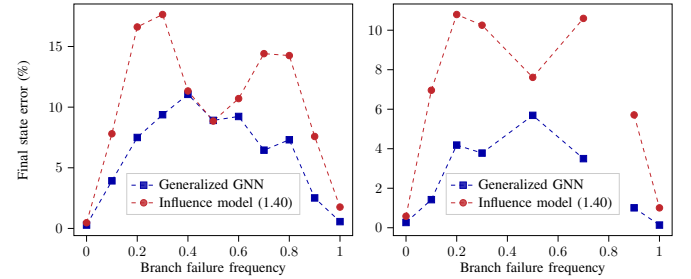 Final state error (%)
15
10
5
0
0 0.2 0.4 0.6 0.8 1
Branch failure frequency
Generalized GNN
Influence model (1.40)
10
8
6
4
2
0
0 0.2 0.4 0.6 0.8 1
Branch failure frequency
Generalized GNN
Influence model (1.40)